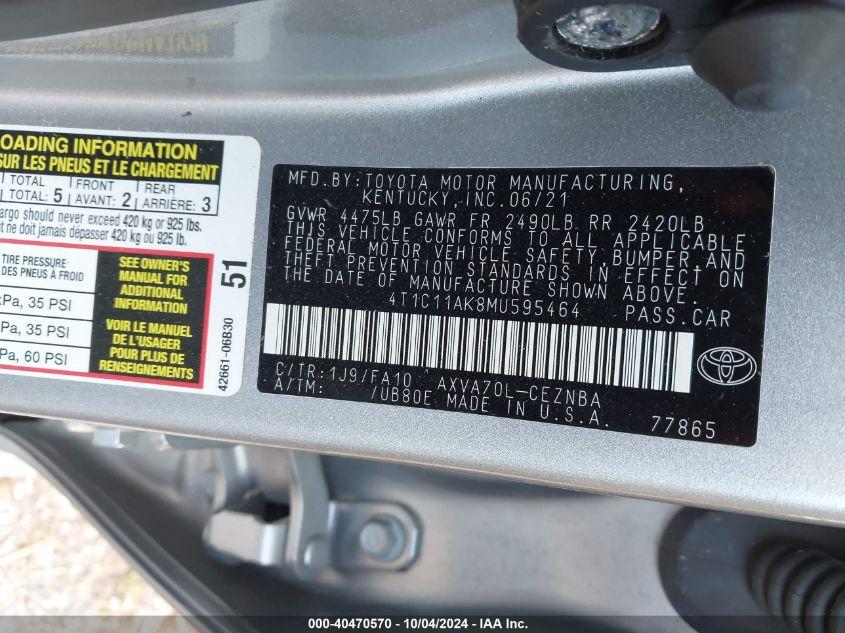 OADING INFORMATION
SUR LES PNEUS ET LE CHARGEMENT
TOTAL FRONT REAR
TOTAL: 5 AVANT: 2 ARRIÈRE: 3
argo should never exceed 420 kg or 925 lbs.
nt ne doit jamais dépasser 420 kg ou 925 lb.
TIRE PRESSURE
DES PNEUS À FROID
kPa, 35 PSI
Pa, 35 PSI
Pa, 60 PSI
SEE OWNER'S
MANUAL FOR
ADDITIONAL
INFORMATION
VOIR LE MANUEL
DE L'USAGER
POUR PLUS DE
RENSEIGNEMENTS
51
42661-06B30
MFD.BY:TOYOTA MOTOR MANUFACTURING,
KENTUCKY,INC.06/21
GVWR 4475LB GAWR FR 2490LB RR 2420LB
THIS VEHICLE CONFORMS TO ALL APPLICABLE
FEDERAL MOTOR VEHICLE SAFETY,BUMPER,AND
THEFT PREVENTION STANDARDS IN EFFECT ON
THE DATE OF MANUFACTURE SHOWN ABOVE.
4T1C11AK8MU595464 PASS.CAR
C/TR:1J9/FA10 AXVA70L-CEZNBA
A/TM: /UB80E MADE IN U.S.A.
77865
000-40470570 - 10/04/2024 - IAA Inc.